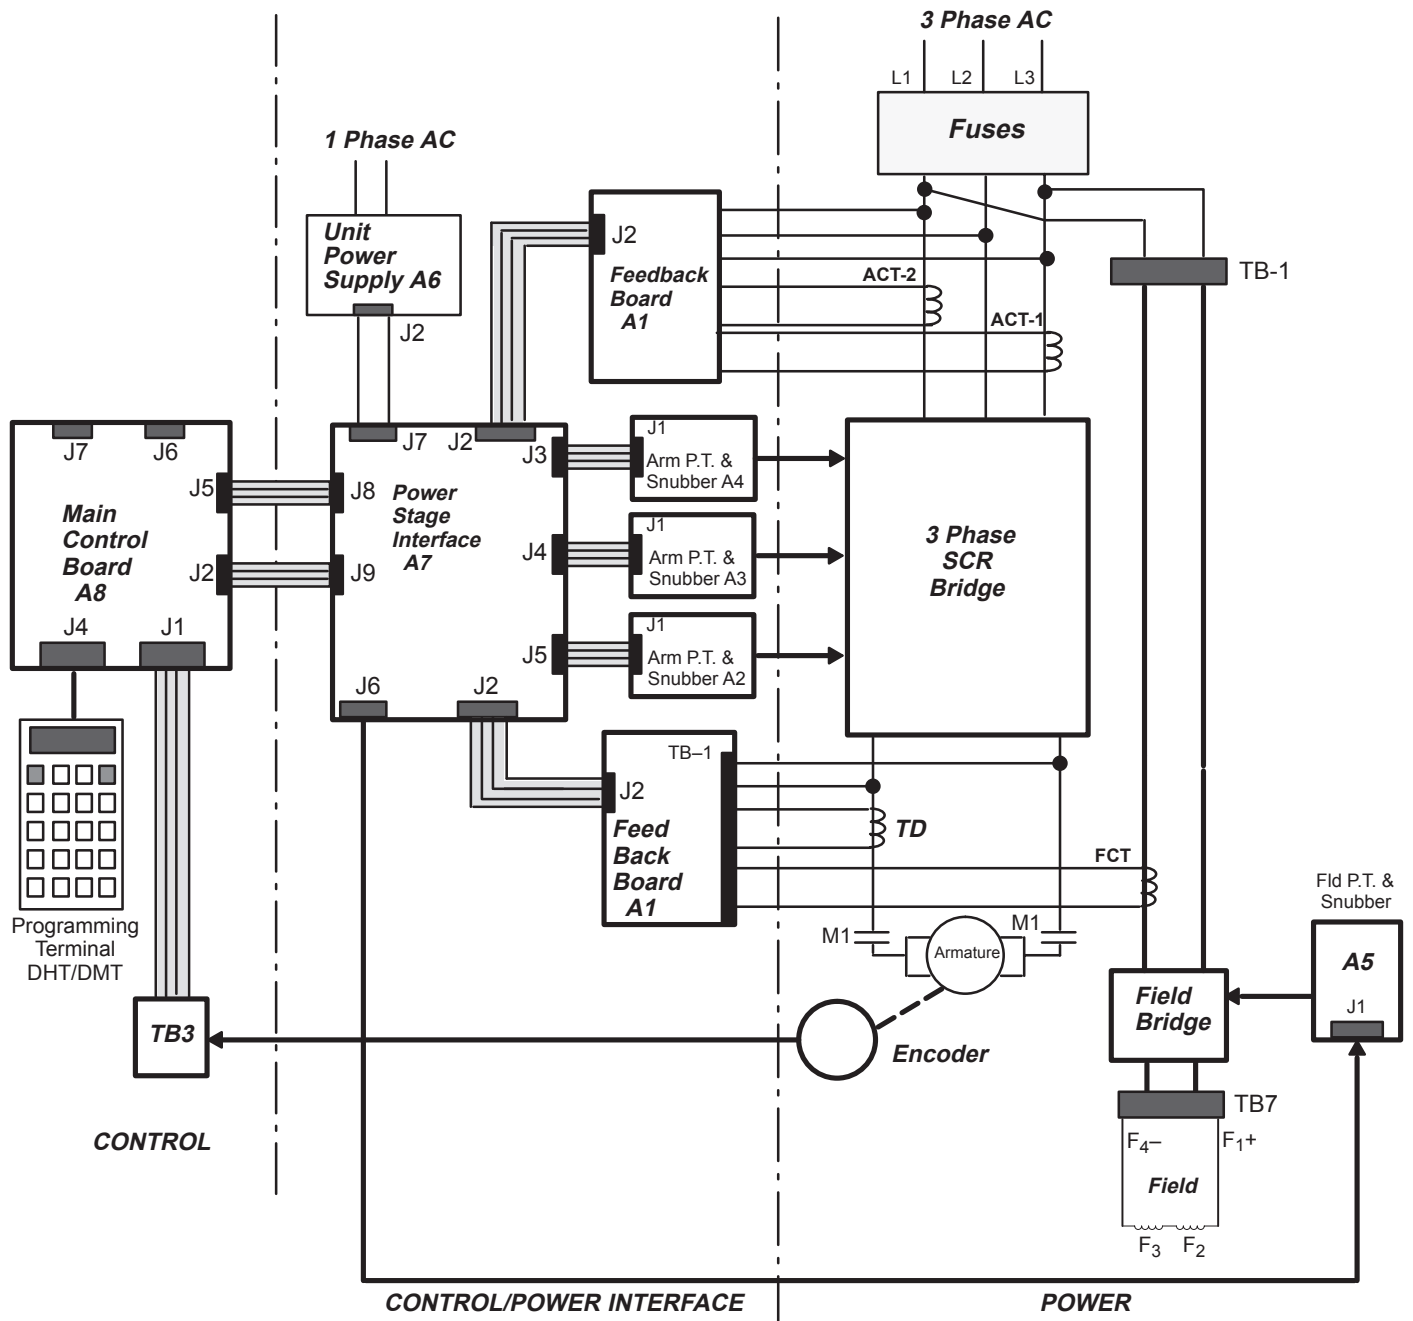 3 Phase AC
L1
L2
L3
Fuses
1 Phase AC
Unit
Power
Supply A6
J2
J2
Feedback
Board
A1
ACT-2
ACT-1
TB-1
J7
J6
J5
J2
Main
Control
Board
A8
J4
J1
J7
J2
J3
J8
Power
Stage
Interface
A7
J4
J9
J5
J6
J2
J1
Arm P.T. &
Snubber A4
J1
Arm P.T. &
Snubber A3
J1
Arm P.T. &
Snubber A2
3 Phase
SCR
Bridge
TB–1
J2
Feed
Back
Board
A1
TD
FCT
M1
M1
Armature
Programming
Terminal
DHT/DMT
TB3
Encoder
Fld P.T. &
Snubber
A5
J1
Field
Bridge
TB7
F4–
F1+
Field
F3
F2
CONTROL
CONTROL/POWER INTERFACE
POWER